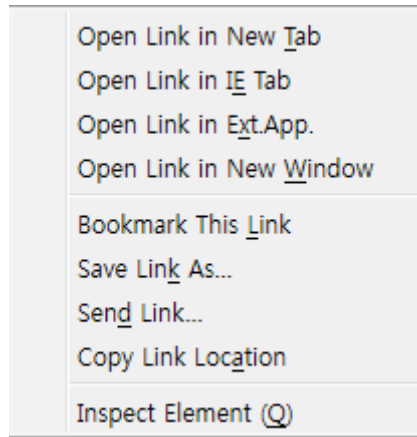 Open Link in New Tab
Open Link in IE Tab
Open Link in Ext.App.
Open Link in New Window
Bookmark This Link
Save Link As...
Send Link...
Copy Link Location
Inspect Element (Q)